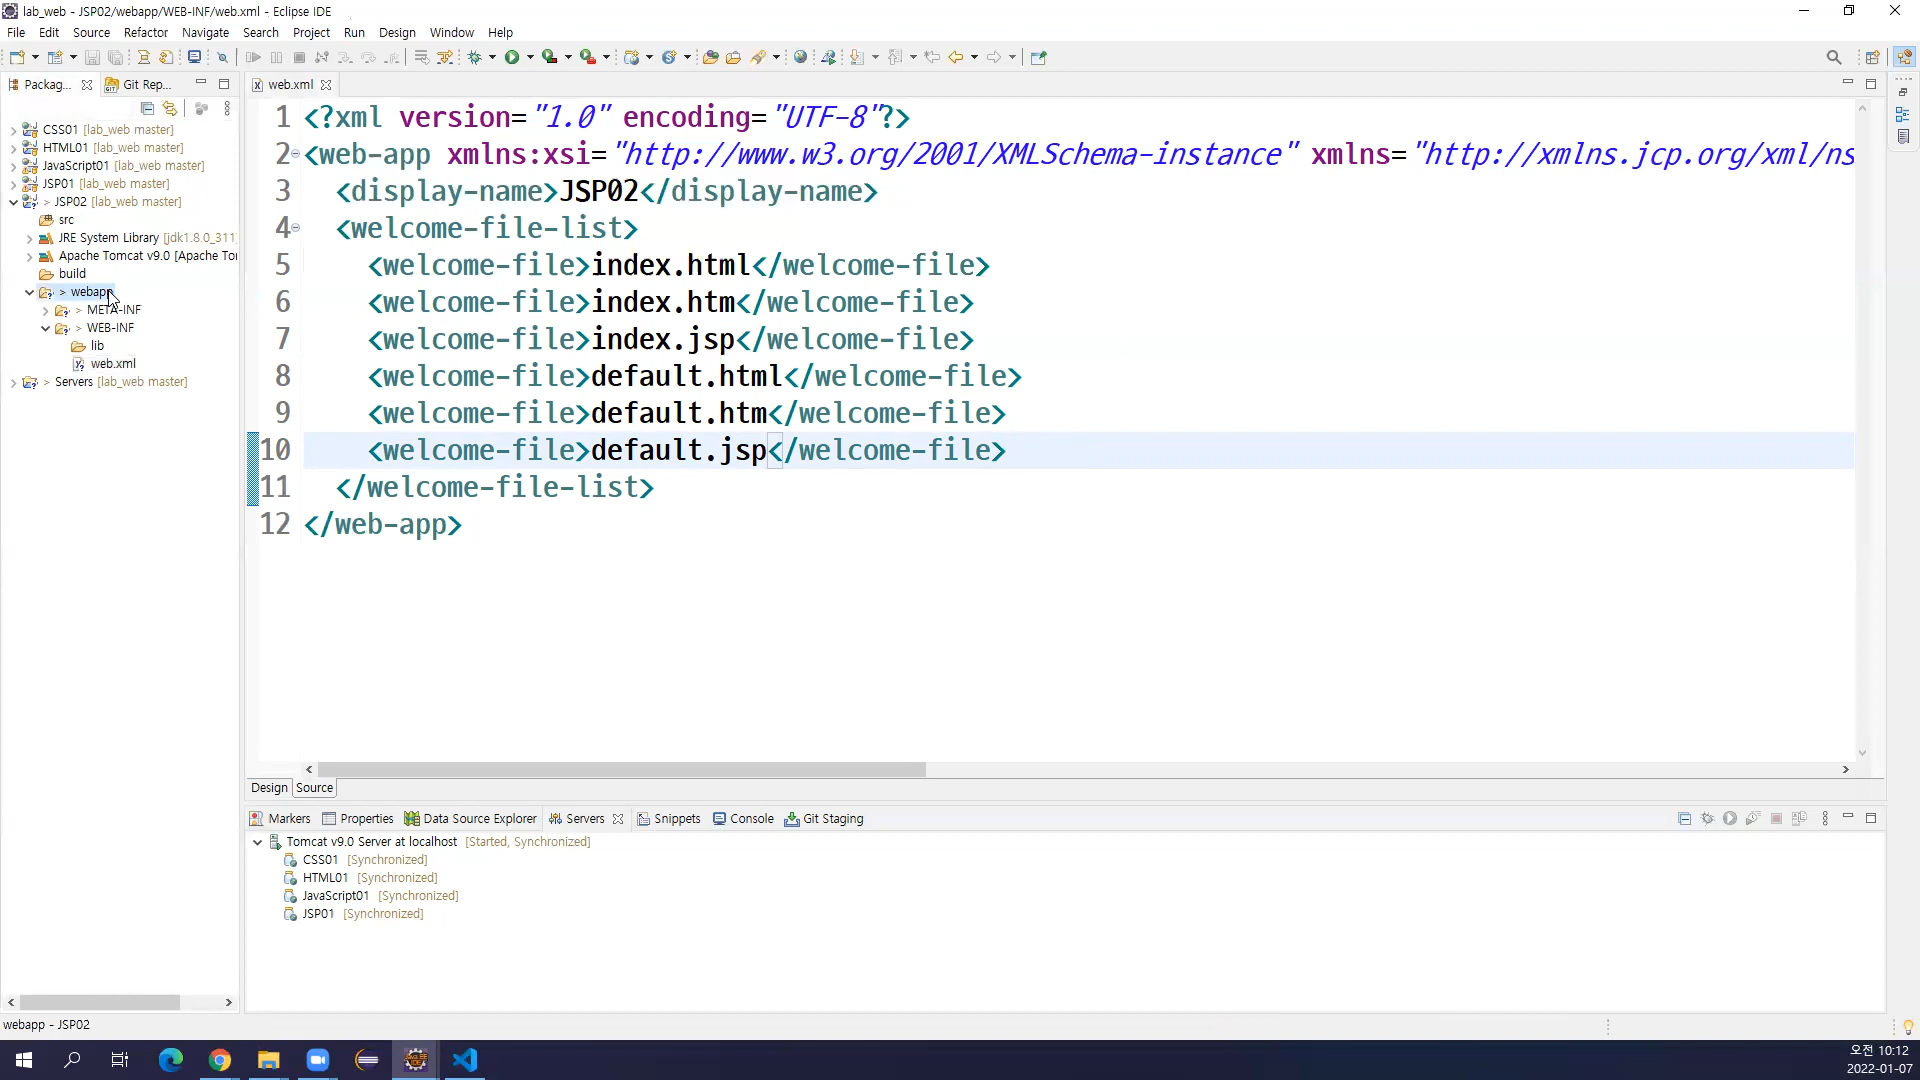 lab_web - JSP02/webapp/WEB-INF/web.xml - Eclipse IDE
File Edit Source Refactor Navigate Search Project Run Design Window Help
Packag... Git Rep... web.xml
CSS01 [lab_web master]
HTML01 [lab_web master]
JavaScript01 [lab_web master]
JSP01 [lab_web master]
> JSP02 [lab_web master]
src
JRE System Library [jdk1.8.0_311]
Apache Tomcat v9.0 [Apache To
build
> webapp
> META-INF
> WEB-INF
lib
web.xml
> Servers [lab_web master]
1 <?xml version="1.0" encoding="UTF-8"?>
2 <web-app xmlns:xsi="http://www.w3.org/2001/XMLSchema-instance" xmlns="http://xmlns.jcp.org/xml/ns
3 <display-name>JSP02</display-name>
4 <welcome-file-list>
5 <welcome-file>index.html</welcome-file>
6 <welcome-file>index.htm</welcome-file>
7 <welcome-file>index.jsp</welcome-file>
8 <welcome-file>default.html</welcome-file>
9 <welcome-file>default.htm</welcome-file>
10 <welcome-file>default.jsp</welcome-file>
11 </welcome-file-list>
12 </web-app>
Design Source
Markers Properties Data Source Explorer Servers Snippets Console Git Staging
Tomcat v9.0 Server at localhost [Started, Synchronized]
CSS01 [Synchronized]
HTML01 [Synchronized]
JavaScript01 [Synchronized]
JSP01 [Synchronized]
webapp - JSP02
오전 10:12
2022-01-07